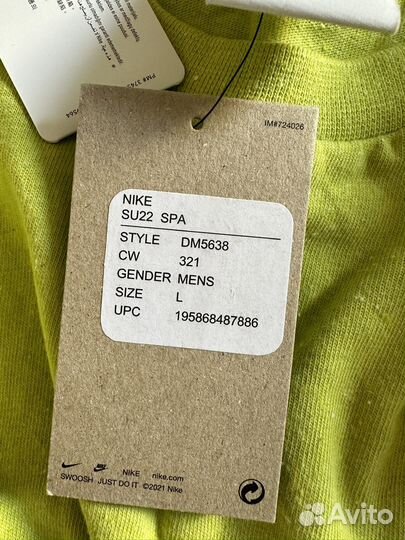 IM#724026
NIKE
SU22 SPA
STYLE DM5638
CW 321
GENDER MENS
SIZE L
UPC 195868487886
NIKE nike.com
SWOOSH JUST DO IT ©2021 Nike
Avito